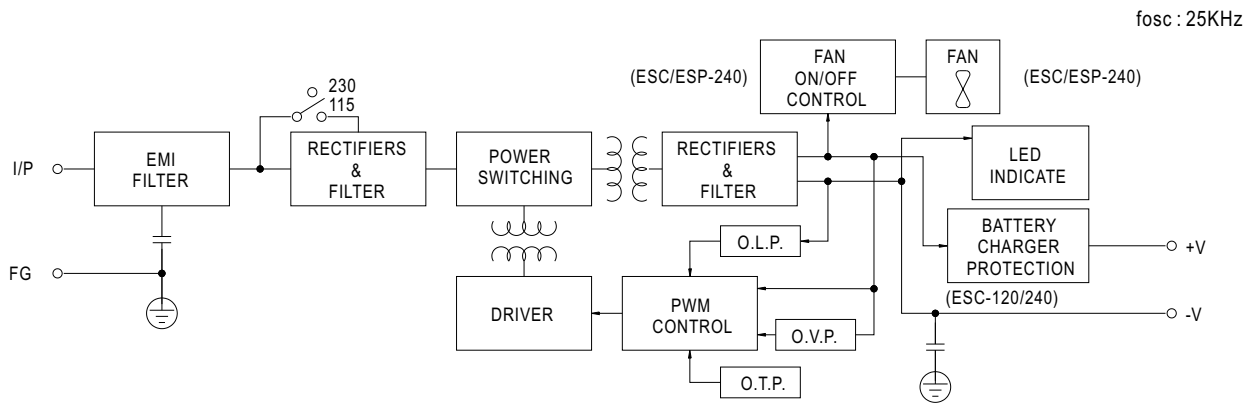 fosc : 25KHz
(ESC/ESP-240)
FAN
ON/OFF
CONTROL
FAN
(ESC/ESP-240)
230
115
I/P
EMI
FILTER
RECTIFIERS
&
FILTER
POWER
SWITCHING
RECTIFIERS
&
FILTER
LED
INDICATE
O.L.P.
BATTERY
CHARGER
PROTECTION
+V
FG
(ESC-120/240)
DRIVER
PWM
CONTROL
-V
O.V.P.
O.T.P.